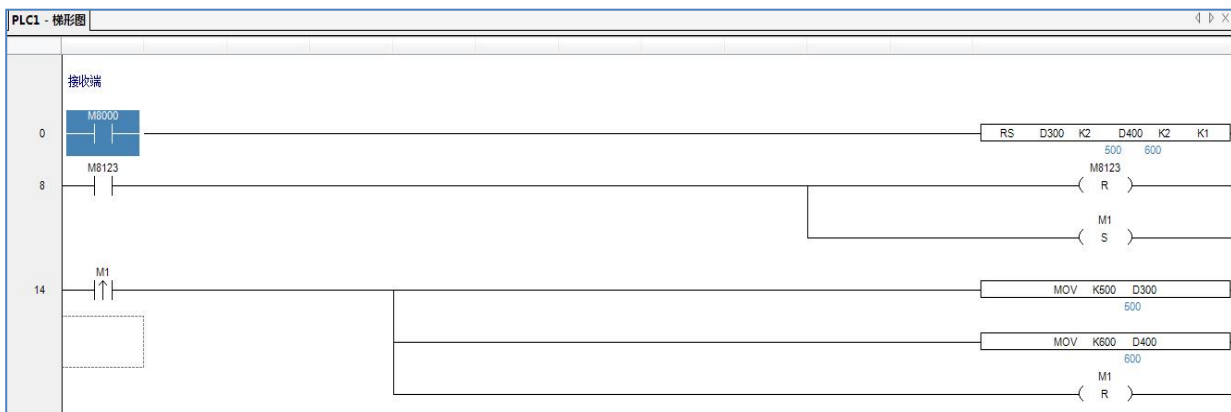 PLC1 - 梯形图
接收端
M8000
0 RS D300 K2 D400 K2 K1
500 600
M8123 M8123
8 R
M1
S
M1
14 MOV K500 D300
500
MOV K600 D400
600
M1
R